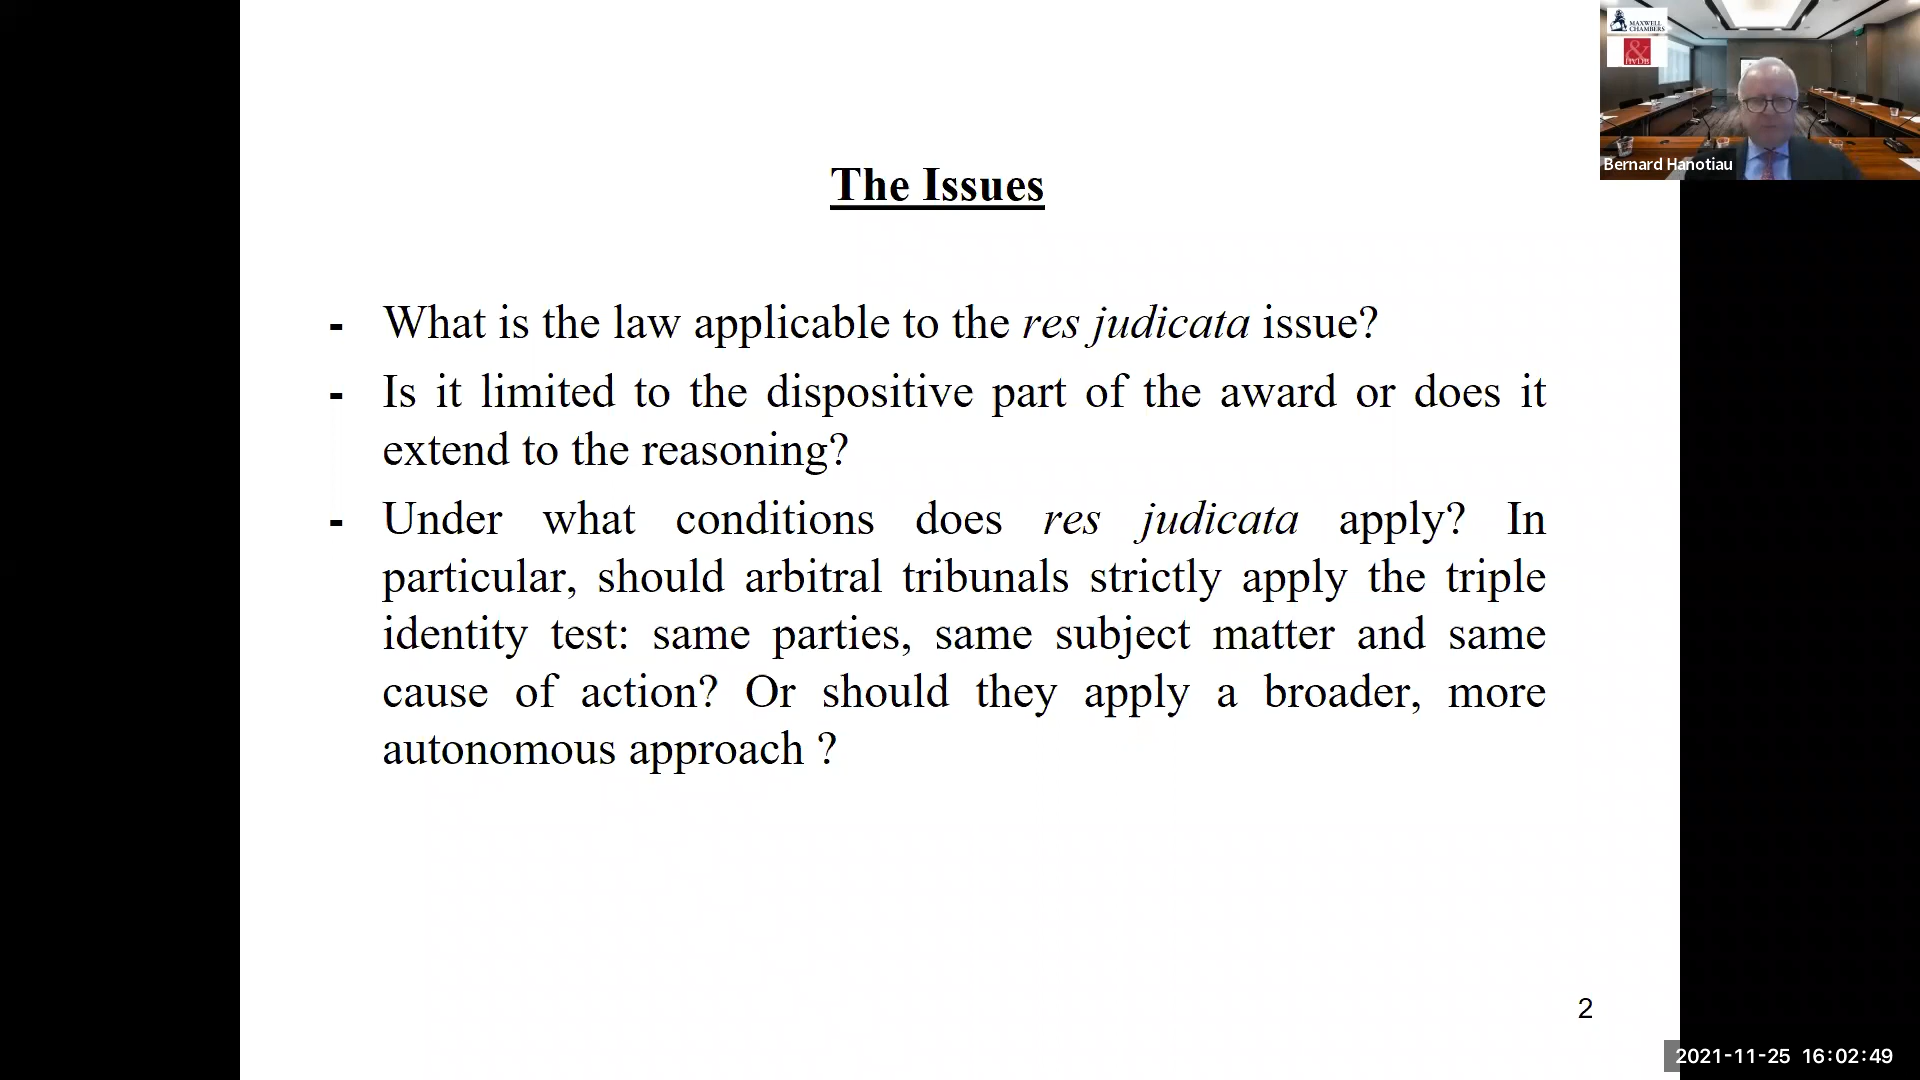 MAXWELL
CHAMBERS
&
HVDB
Bernard Hanotiau
The Issues
- What is the law applicable to the res judicata issue?
- Is it limited to the dispositive part of the award or does it
extend to the reasoning?
- Under what conditions does res judicata apply? In
particular, should arbitral tribunals strictly apply the triple
identity test: same parties, same subject matter and same
cause of action? Or should they apply a broader, more
autonomous approach ?
2
2021-11-25 16:02:49